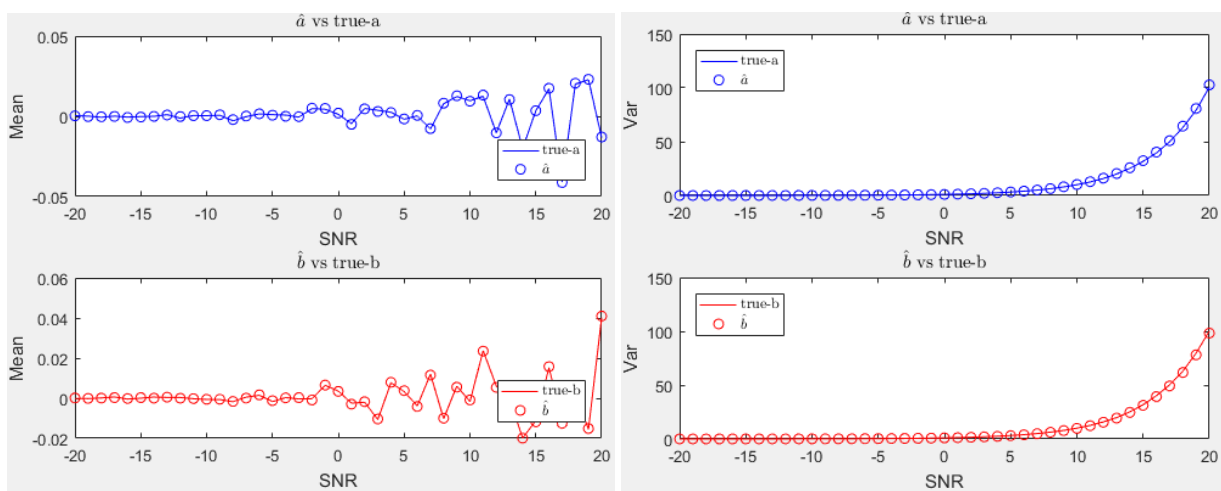 â vs true-a
0.05
0
-0.05
Mean
true-a
â
-20 -15 -10 -5 0 5 10 15 20
SNR
b̂ vs true-b
0.06
0.04
0.02
0
-0.02
Mean
true-b
b̂
-20 -15 -10 -5 0 5 10 15 20
SNR
â vs true-a
150
100
50
0
Var
true-a
â
-20 -15 -10 -5 0 5 10 15 20
SNR
b̂ vs true-b
150
100
50
0
Var
true-b
b̂
-20 -15 -10 -5 0 5 10 15 20
SNR